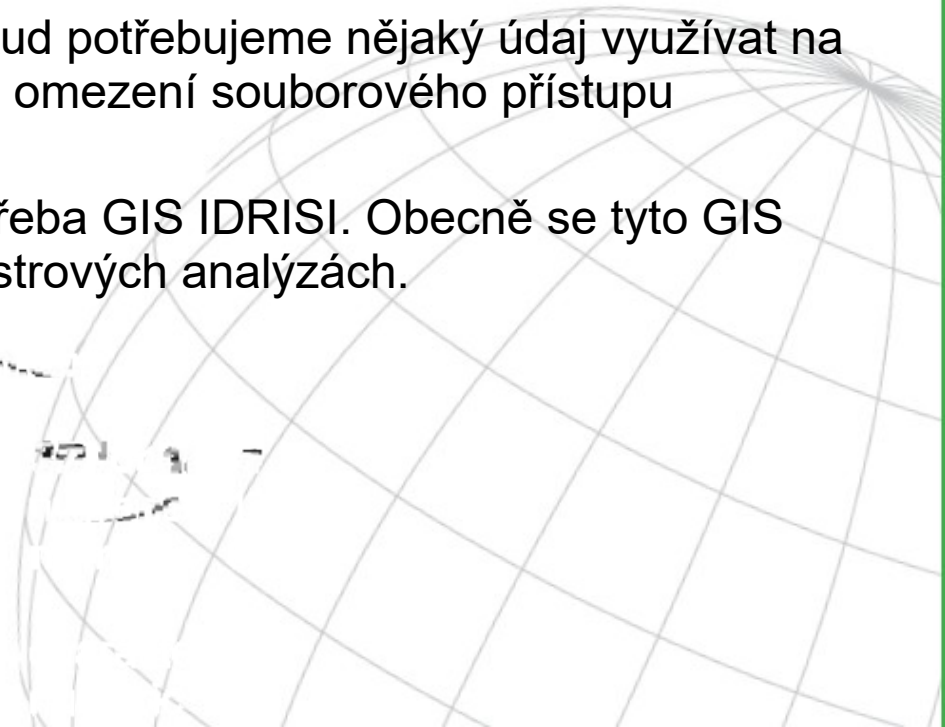 ud potřebujeme nějaký údaj využívat na
omezení souborového přístupu
řeba GIS IDRISI. Obecně se tyto GIS
strových analýzách.